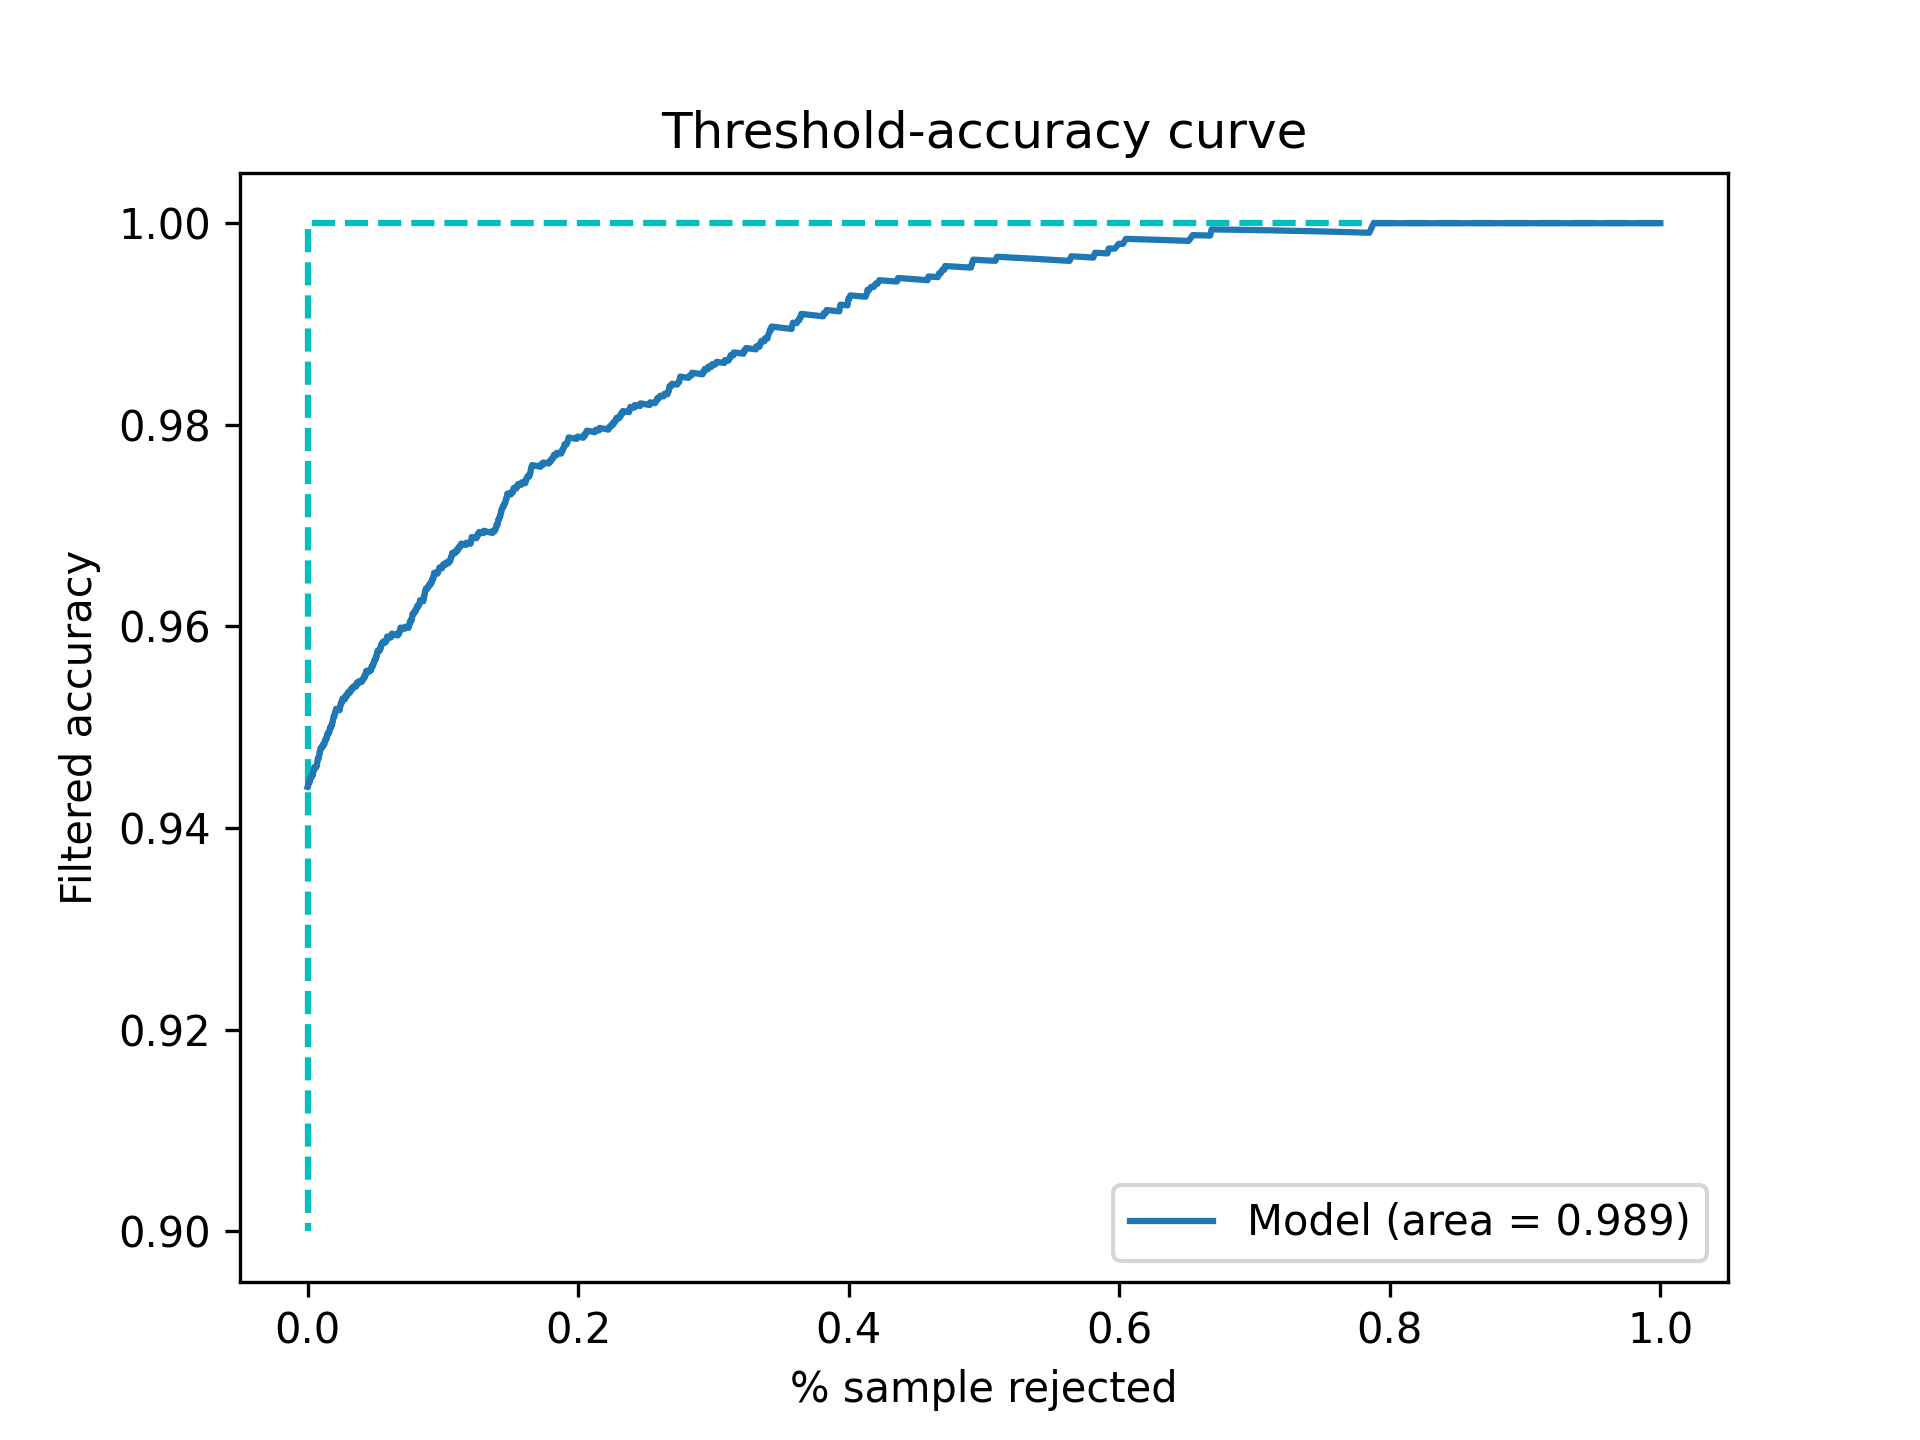 Threshold-accuracy curve
1.00
0.98
0.96
0.94
0.92
0.90
Filtered accuracy
Model (area = 0.989)
0.0 0.2 0.4 0.6 0.8 1.0
% sample rejected